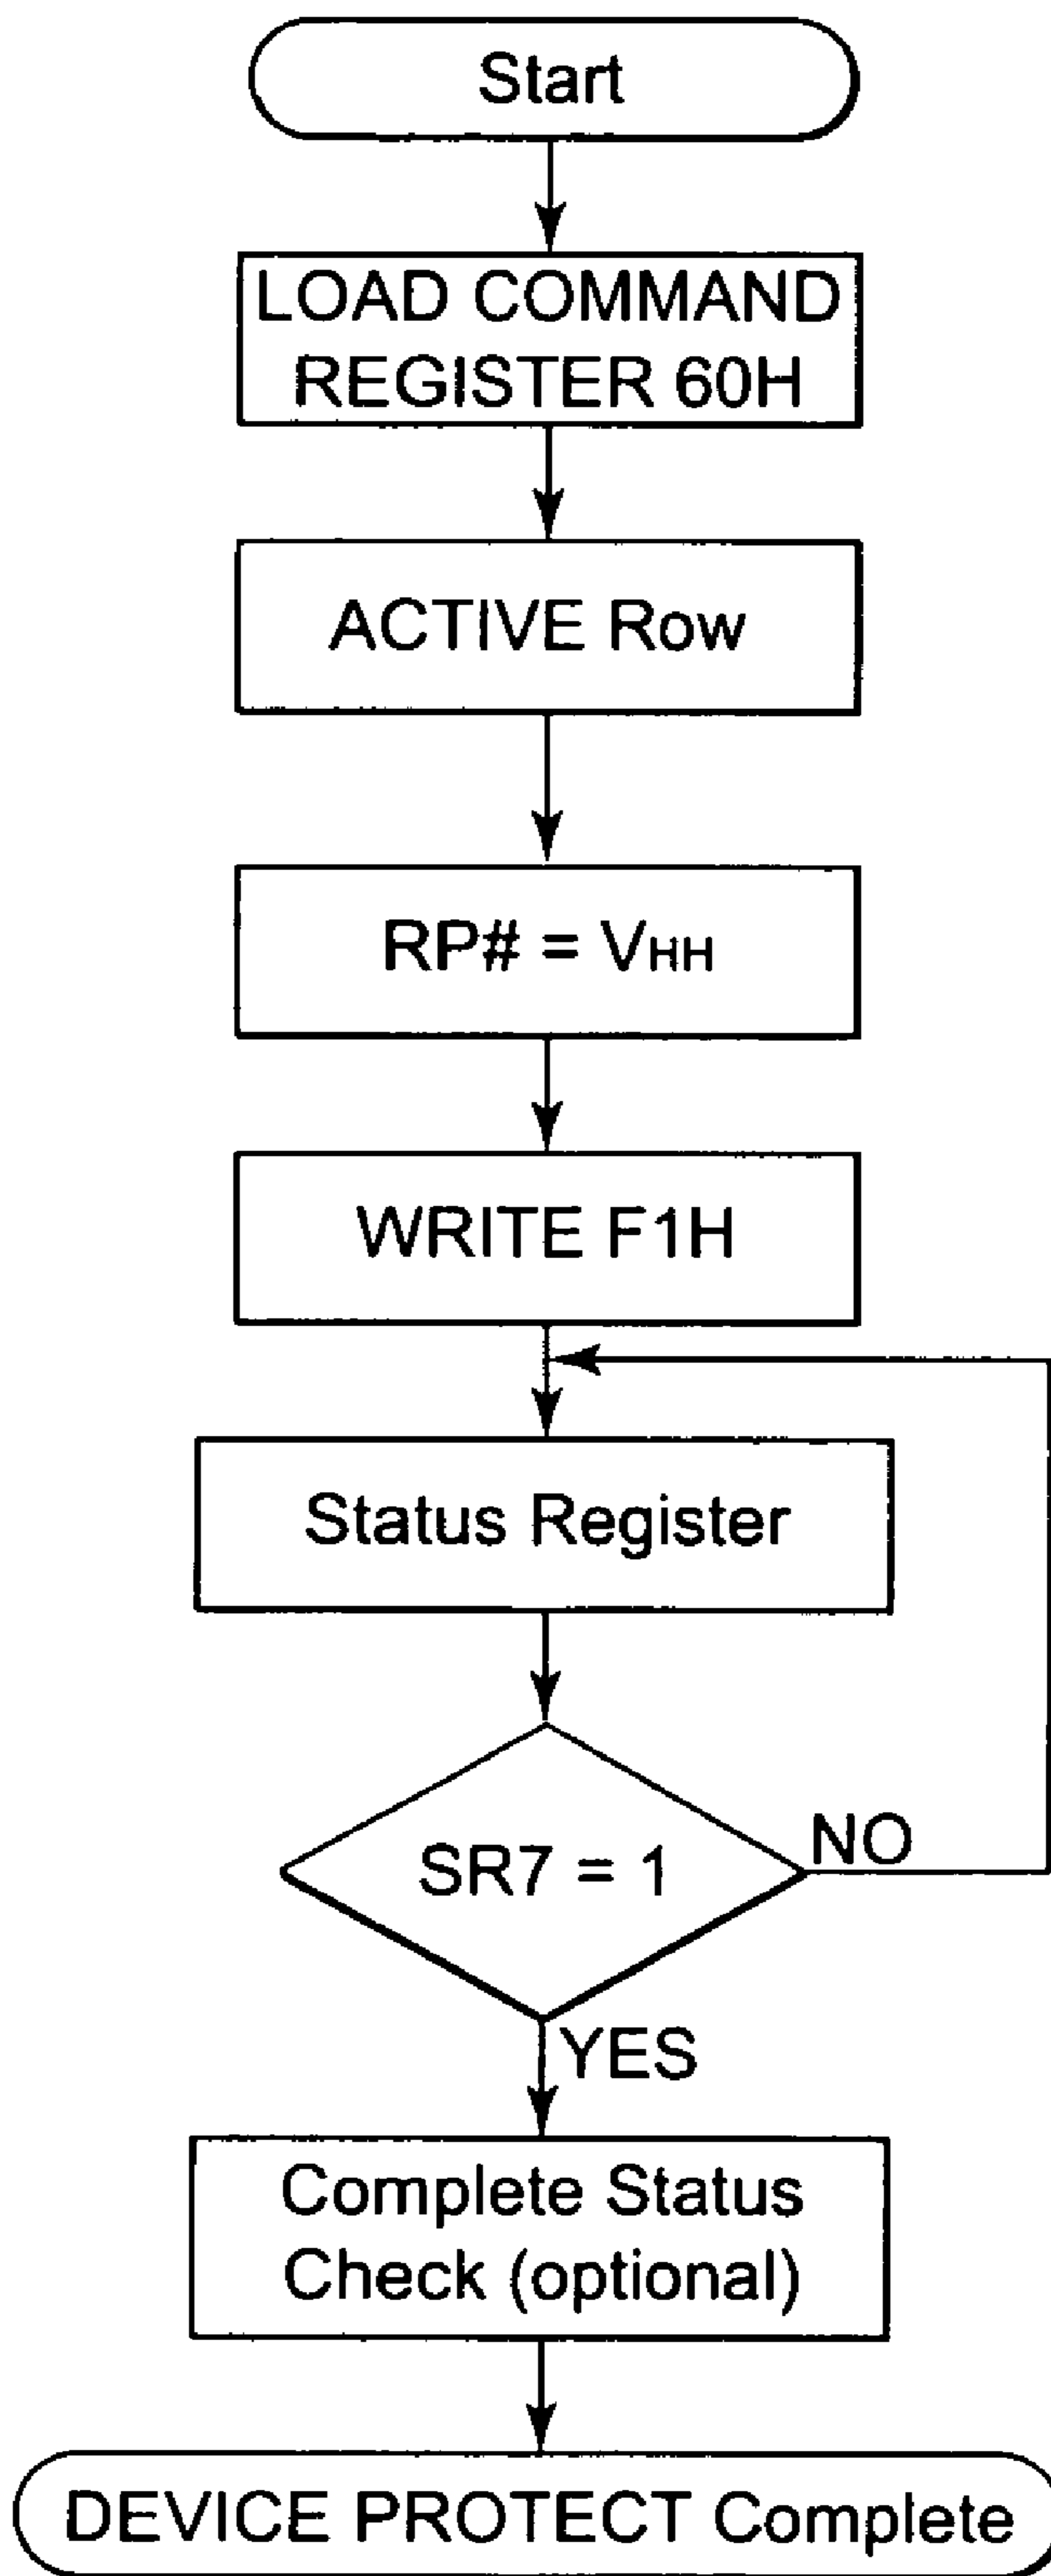 Start
LOAD COMMAND
REGISTER 60H
ACTIVE Row
RP# = VHH
WRITE F1H
Status Register
SR7 = 1
NO
YES
Complete Status
Check (optional)
DEVICE PROTECT Complete